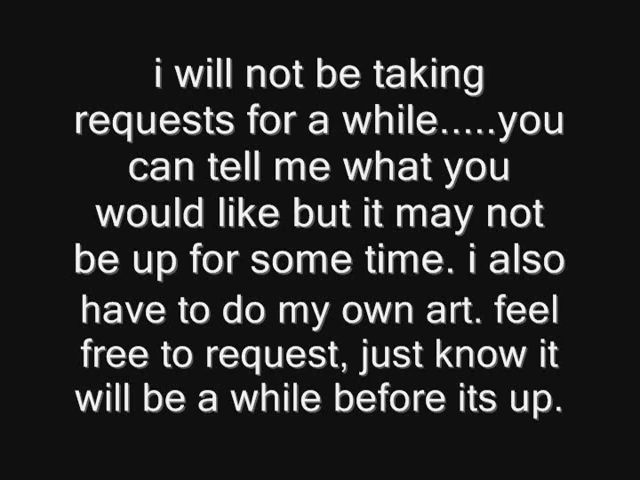 i will not be taking
requests for a while.....you
can tell me what you
would like but it may not
be up for some time. i also
have to do my own art. feel
free to request, just know it
will be a while before its up.